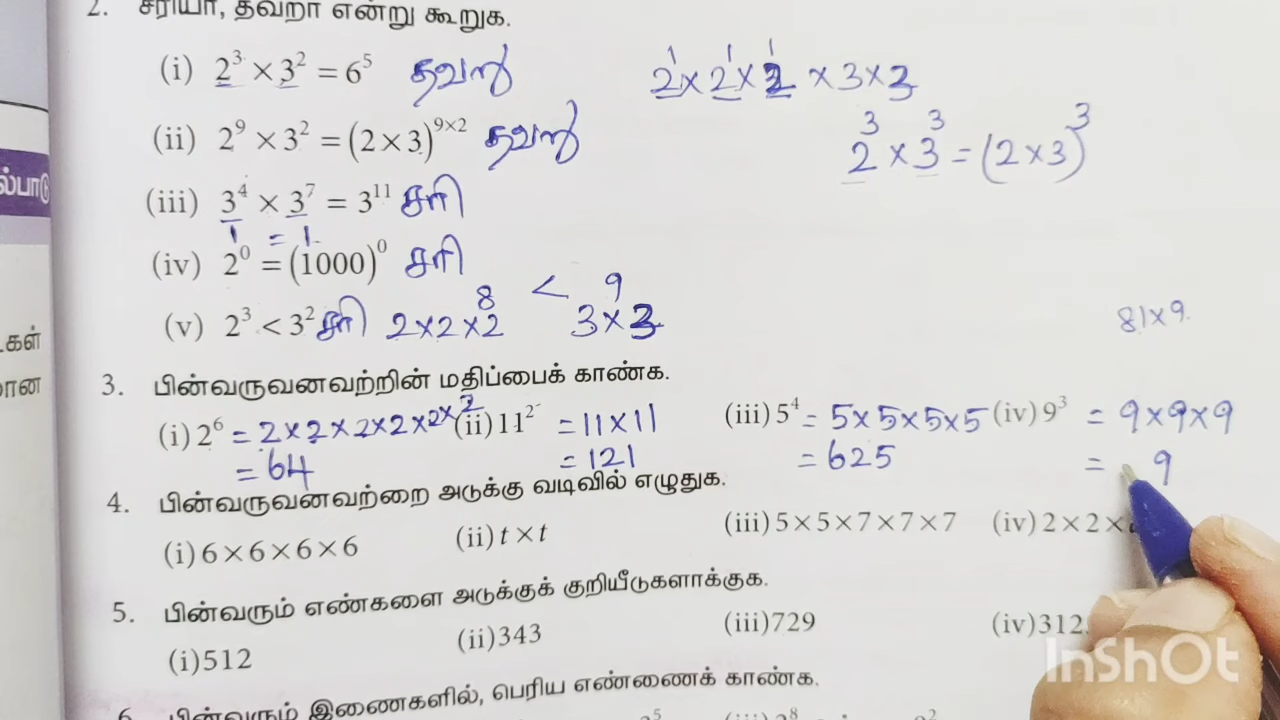 2. சரியா, தவறா என்று கூறுக.
(i) 2³ × 3² = 6⁵ தவறு 2 × 2 × 2 × 3 × 3
(ii) 2⁹ × 3² = (2 × 3)⁹ˣ² தவறு 2³ × 3³ = (2 × 3)³
(iii) 3⁴ × 3⁷ = 3¹¹ சரி
1 = 1
(iv) 2⁰ = (1000)⁰ சரி
8 < 9
(v) 2³ < 3² சரி 2 × 2 × 2 3 × 3
81 × 9
3. பின்வருவனவற்றின் மதிப்பைக் காண்க.
(i) 2⁶ = 2 × 2 × 2 × 2 × 2 × 2 (ii) 11² = 11 × 11 (iii) 5⁴ = 5 × 5 × 5 × 5 (iv) 9³ = 9 × 9 × 9
= 64 = 121 = 625 = 9
4. பின்வருவனவற்றை அடுக்கு வடிவில் எழுதுக.
(i) 6 × 6 × 6 × 6 (ii) t × t (iii) 5 × 5 × 7 × 7 × 7 (iv) 2 × 2 ×
5. பின்வரும் எண்களை அடுக்குக் குறியீடுகளாக்குக.
(i) 512 (ii) 343 (iii) 729 (iv) 312
6. பின்வரும் இணைகளில், பெரிய எண்ணைக் காண்க.
InShOt